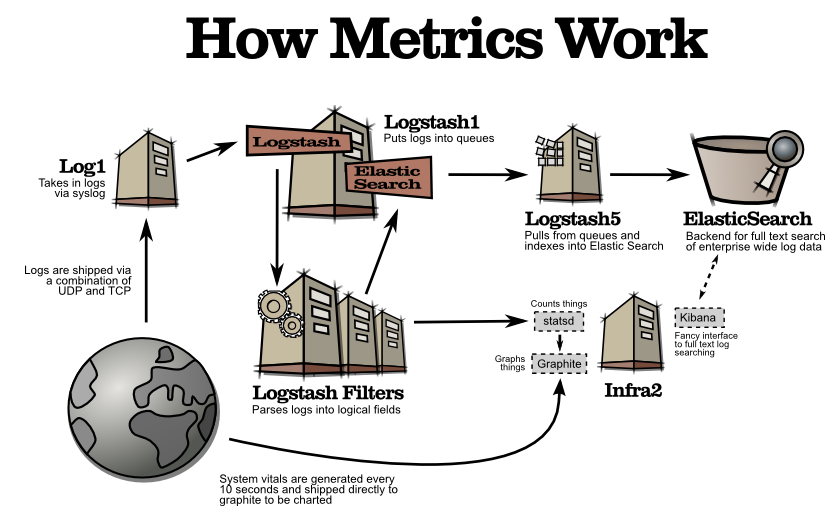 How Metrics Work
Log1
Takes in logs
via syslog
Logstash
Elastic
Search
Logstash1
Puts logs into queues
Logstash5
Pulls from queues and
indexes into Elastic Search
ElasticSearch
Backend for full text search
of enterprise wide log data
Logs are shipped via
a combination of
UDP and TCP
Logstash Filters
Parses logs into logical fields
Counts things
statsd
Graphs
things
Graphite
Infra2
Kibana
Fancy interface
to full text log
searching
System vitals are generated every
10 seconds and shipped directly to
graphite to be charted